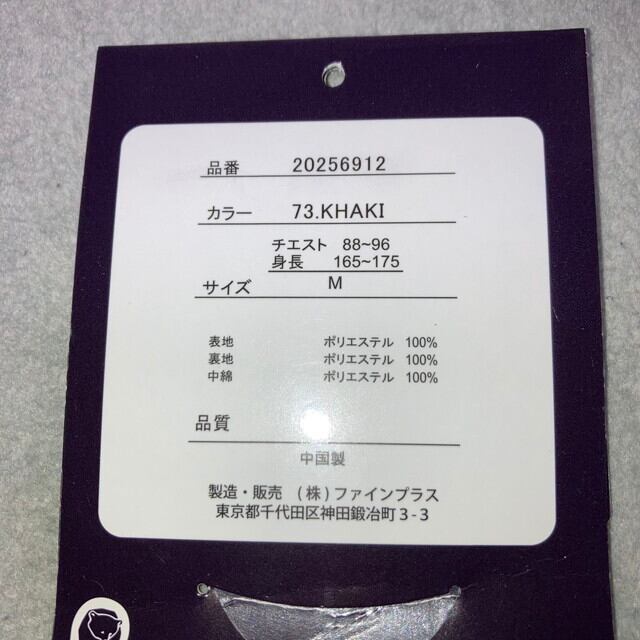 品番 20256912
カラー 73.KHAKI
チエスト 88~96
身長 165~175
サイズ M
表地 ポリエステル 100%
裏地 ポリエステル 100%
中綿 ポリエステル 100%
品質
中国製
製造・販売 (株)ファインプラス
東京都千代田区神田鍛冶町3-3